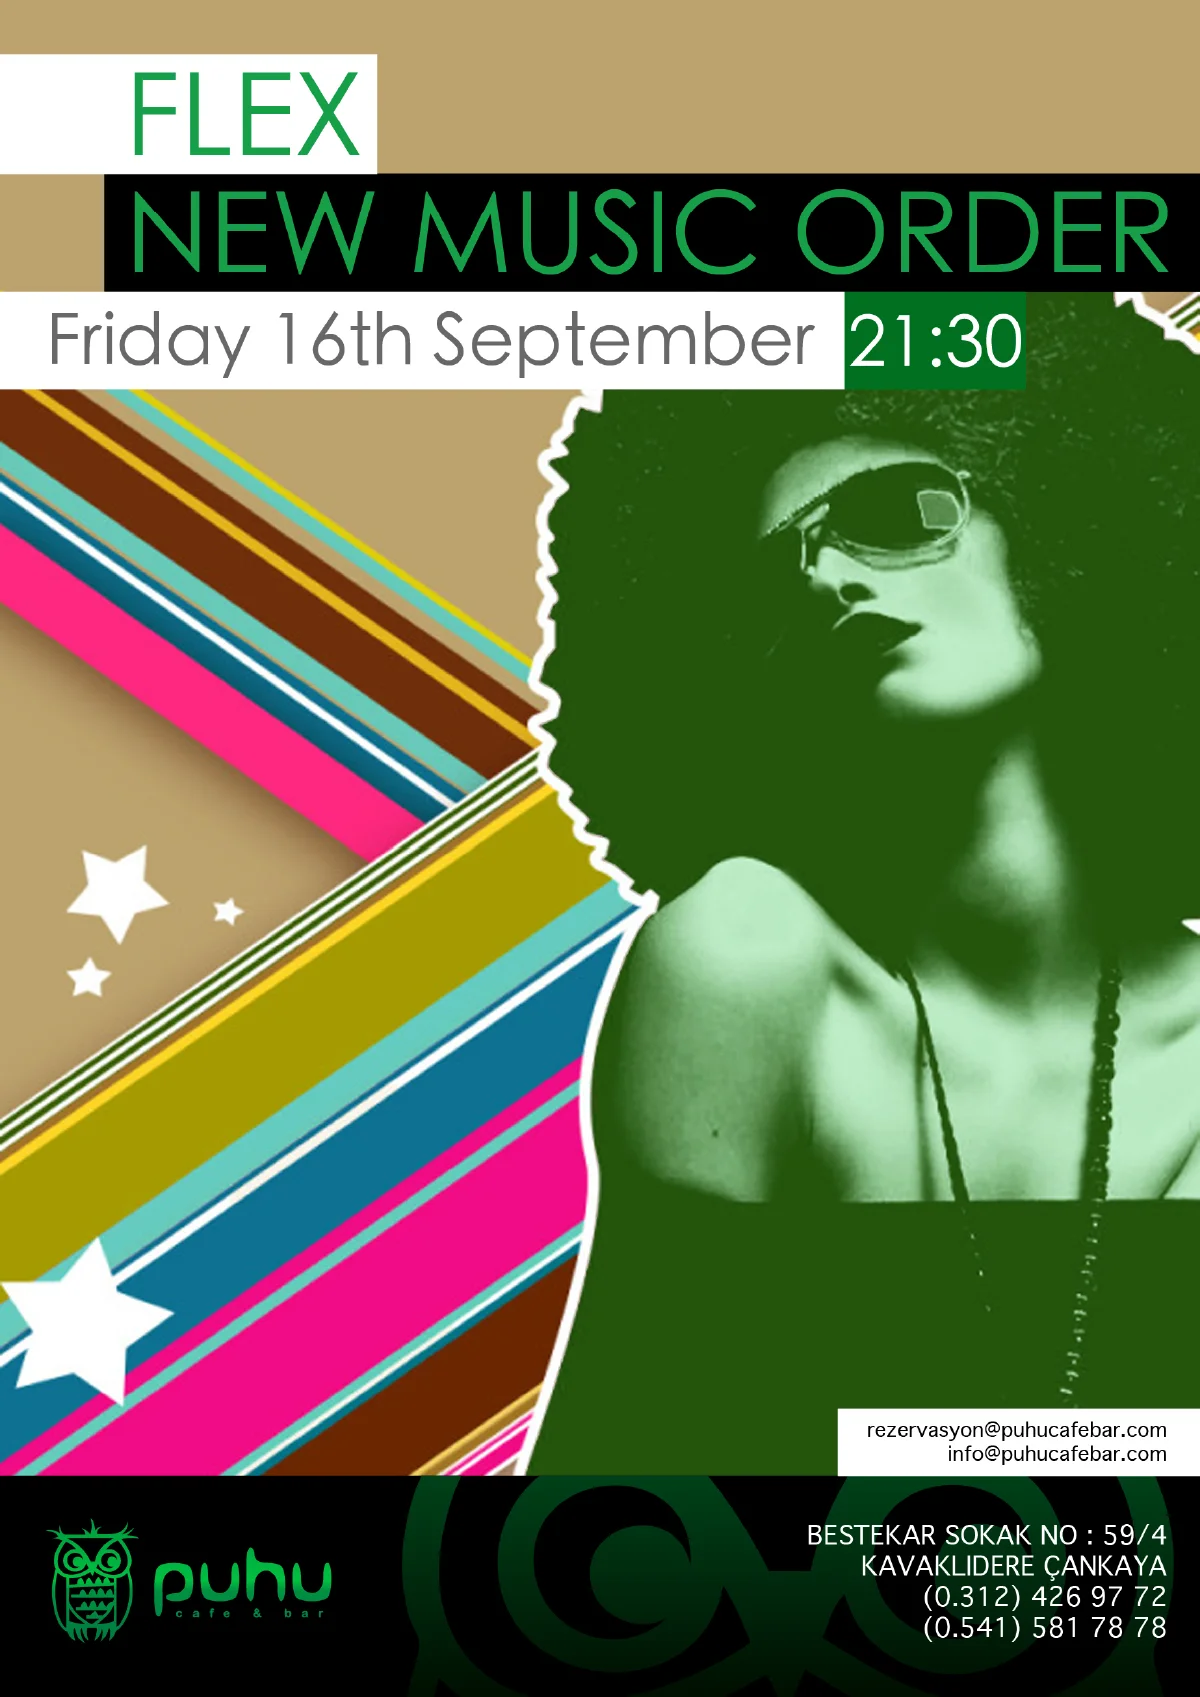 FLEX
NEW MUSIC ORDER
Friday 16th September 21:30
rezervasyon@puhucafebar.com
info@puhucafebar.com
puhu
cafe & bar
BESTEKAR SOKAK NO : 59/4
KAVAKLIDERE ÇANKAYA
(0.312) 426 97 72
(0.541) 581 78 78